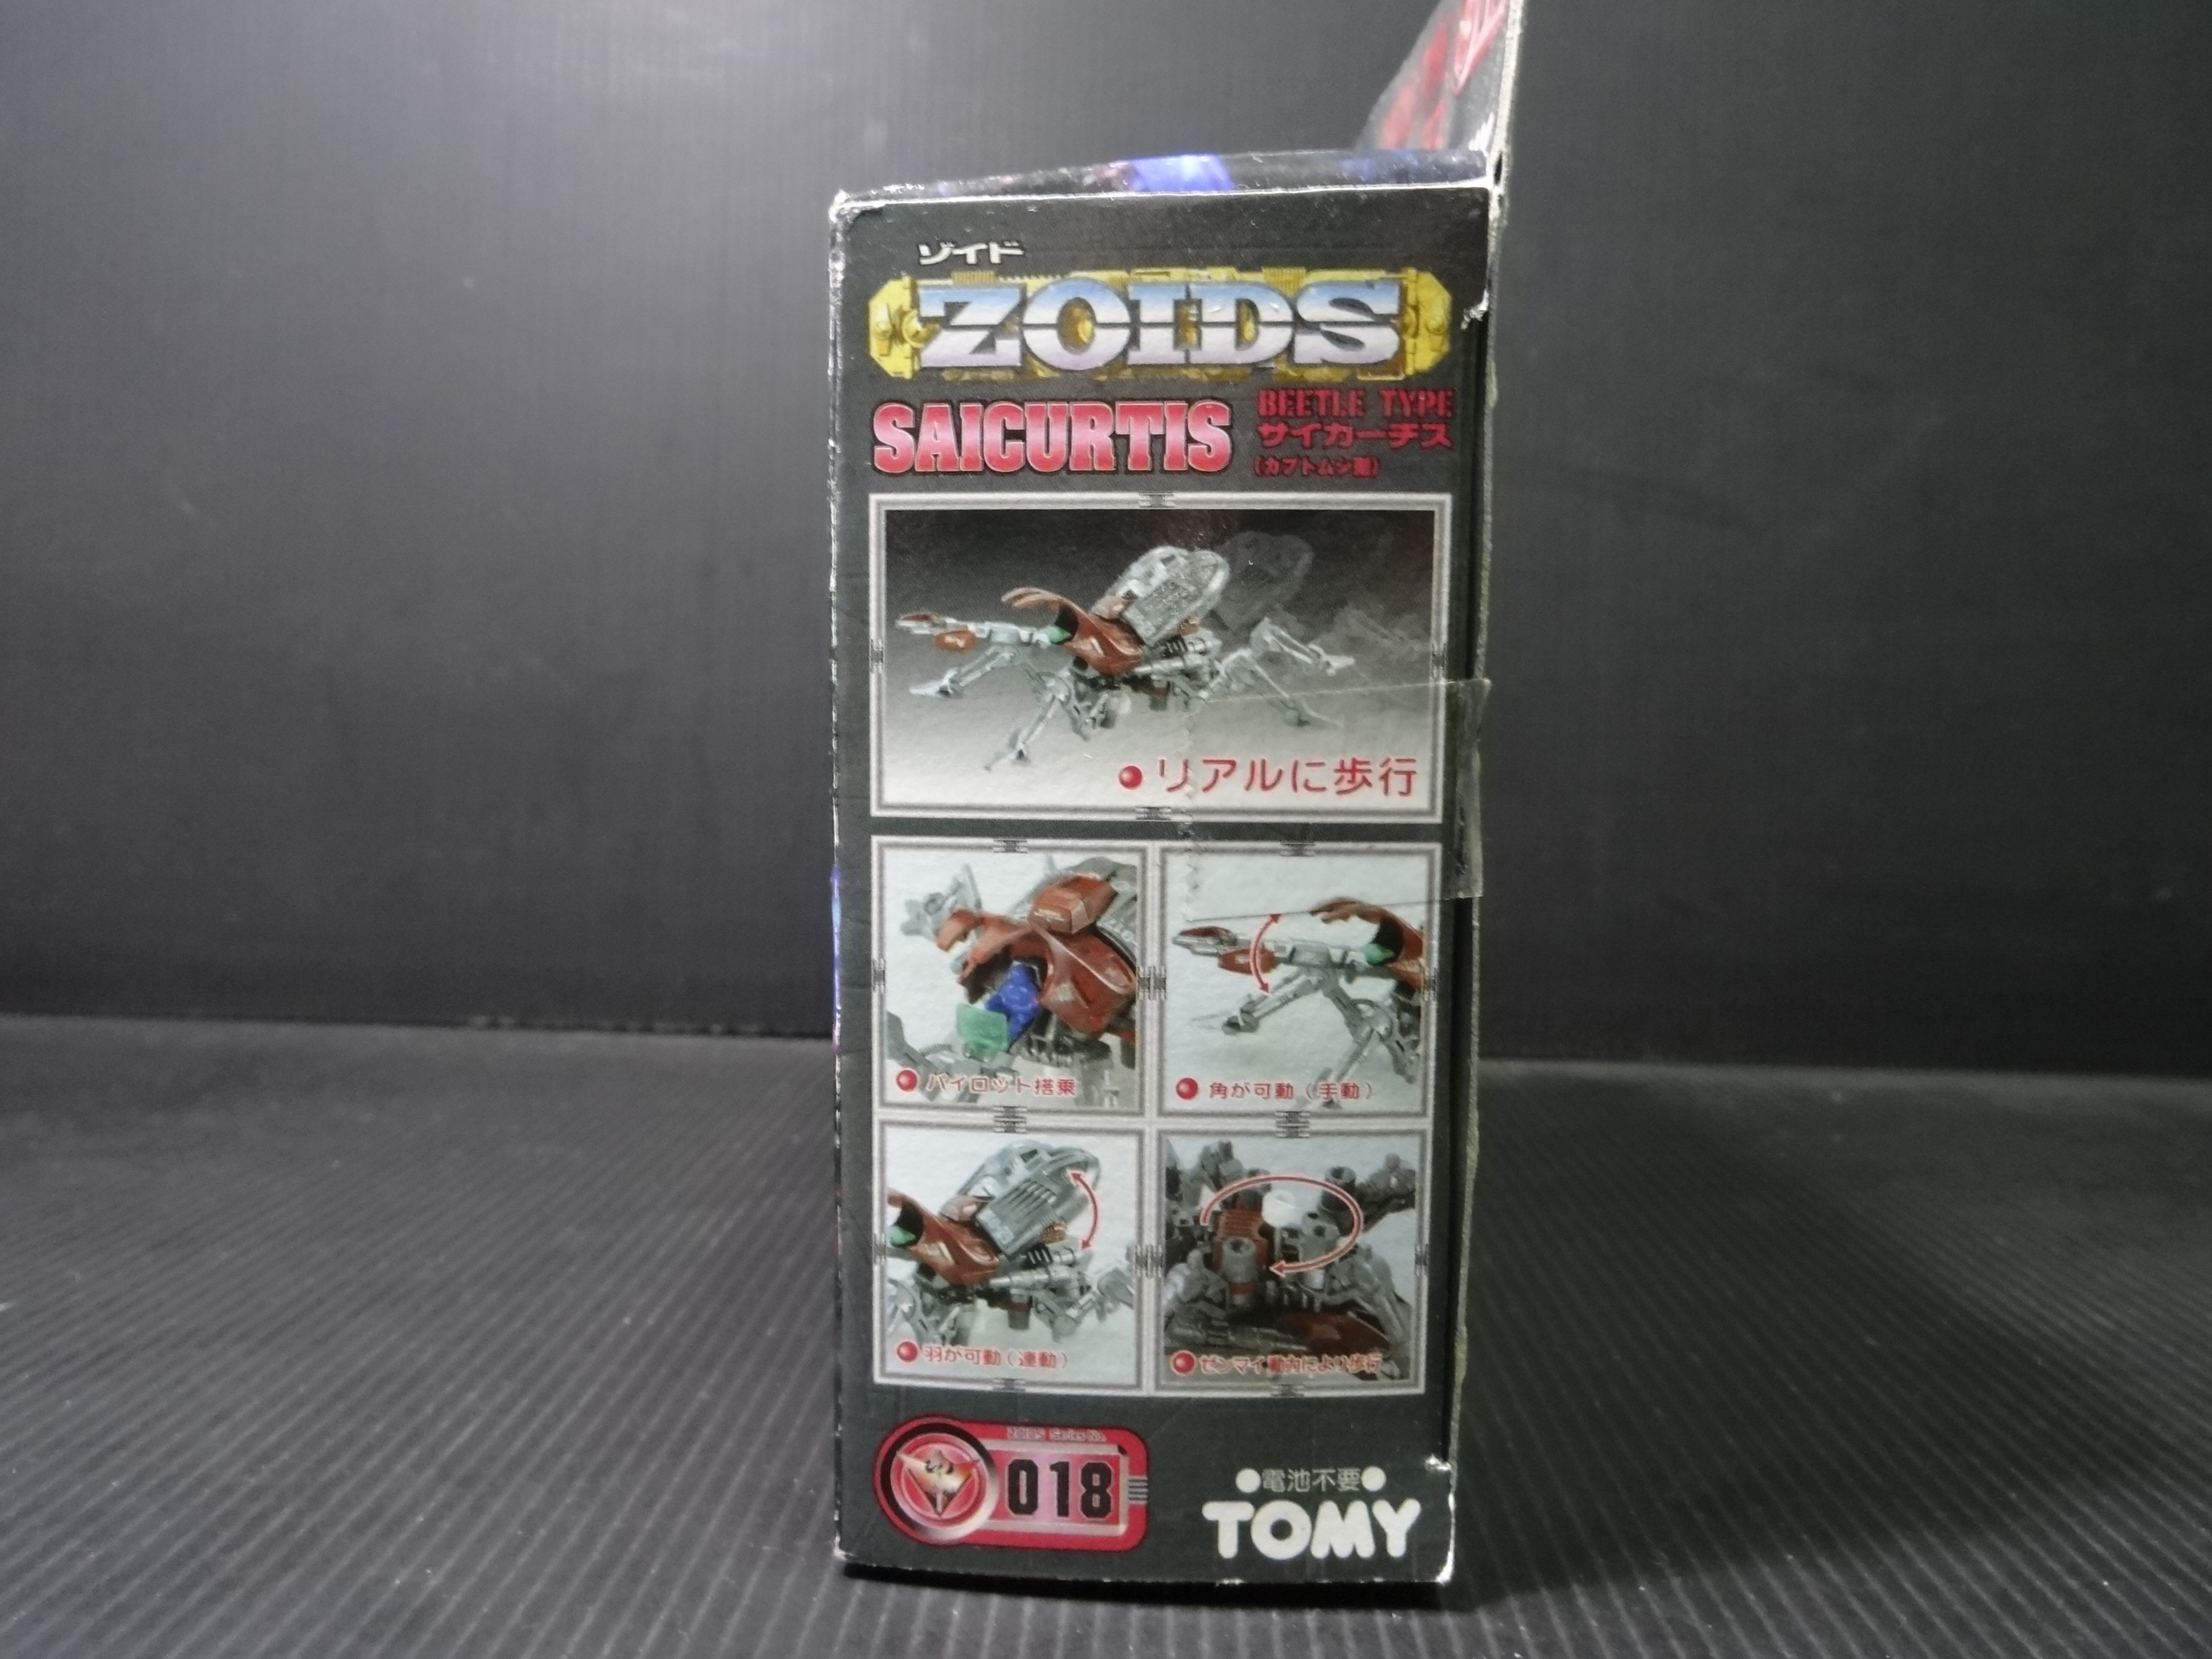 ゾイド
ZOIDS
SAICURTIS
BEETLE TYPE
サイカーチス
(カブトムシ型)
●リアルに歩行
●パイロット搭乗
●角が可動(手動)
●羽が可動(連動)
●ゼンマイ動力により歩行
ZOIDS Series No.
018
●電池不要●
TOMY